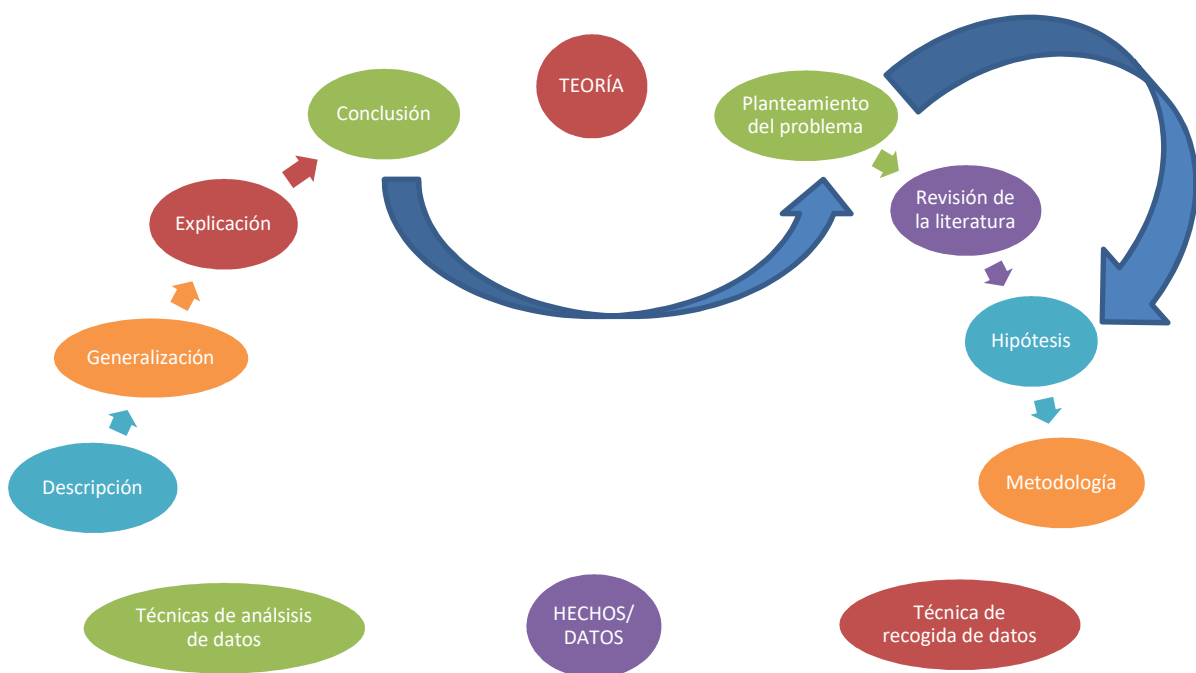 TEORÍA
Conclusión
Planteamiento
del problema
Explicación
Revisión de
la literatura
Generalización
Hipótesis
Descripción
Metodología
Técnicas de análsisis
de datos
HECHOS/
DATOS
Técnica de
recogida de datos